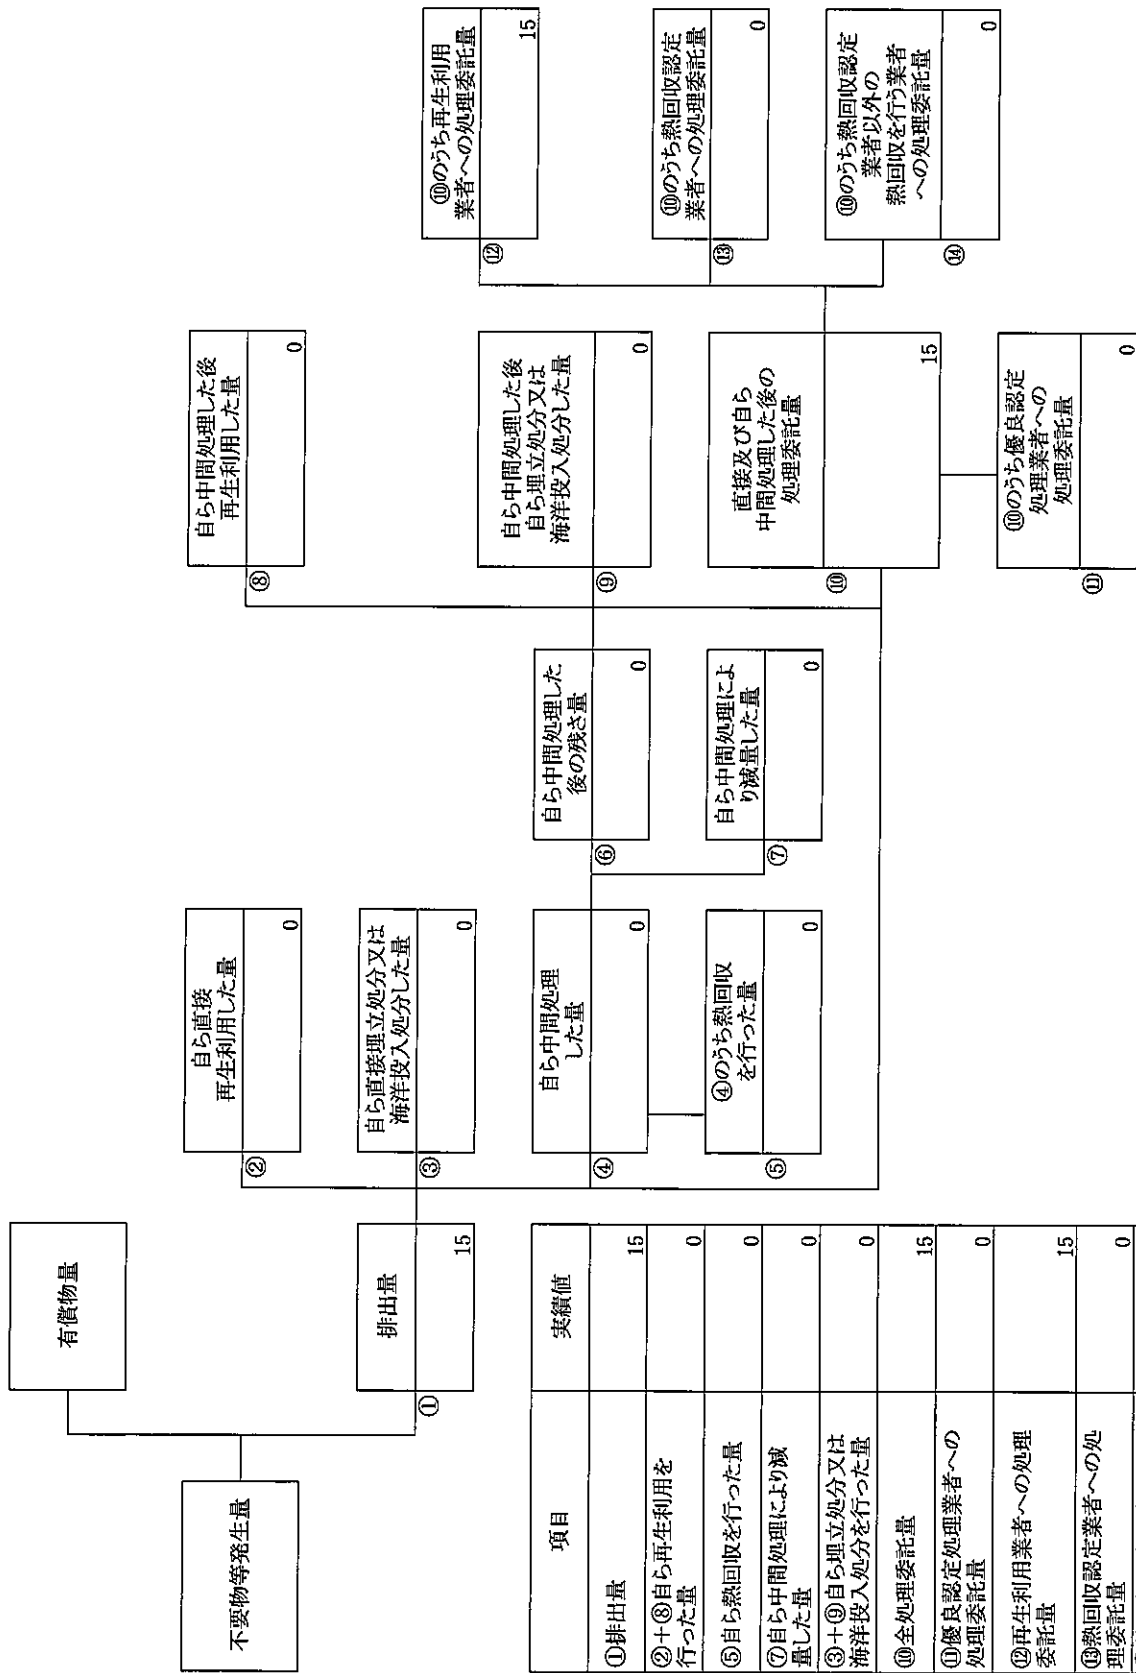 不要物等発生量
有償物量
①
排出量
15
②
自ら直接
再生利用した量
0
③
自ら直接埋立処分又は
海洋投入処分した量
0
④
自ら中間処理
した量
0
⑤
④のうち熱回収
を行った量
0
⑥
自ら中間処理した
後の残さ量
0
⑦
自ら中間処理によ
り減量した量
0
⑧
自ら中間処理した後
再生利用した量
0
⑨
自ら中間処理した後
自ら埋立処分又は
海洋投入処分した量
0
⑩
直接及び自ら
中間処理した後の
処理委託量
15
⑪
⑩のうち優良認定
処理業者への
処理委託量
0
⑫
⑩のうち再生利用
業者への処理委託量
15
⑬
⑩のうち熱回収認定
業者への処理委託量
0
⑭
⑩のうち熱回収認定
業者以外の
熱回収を行う業者
への処理委託量
0
項目
実績値
①排出量
15
②+⑧自ら再生利用を
行った量
0
⑤自ら熱回収を行った量
0
⑦自ら中間処理により減
量した量
0
③+⑨自ら埋立処分又は
海洋投入処分を行った量
0
⑩全処理委託量
15
⑪優良認定処理業者への
処理委託量
0
⑫再生利用業者への処理
委託量
15
⑬熱回収認定業者への処
理委託量
0